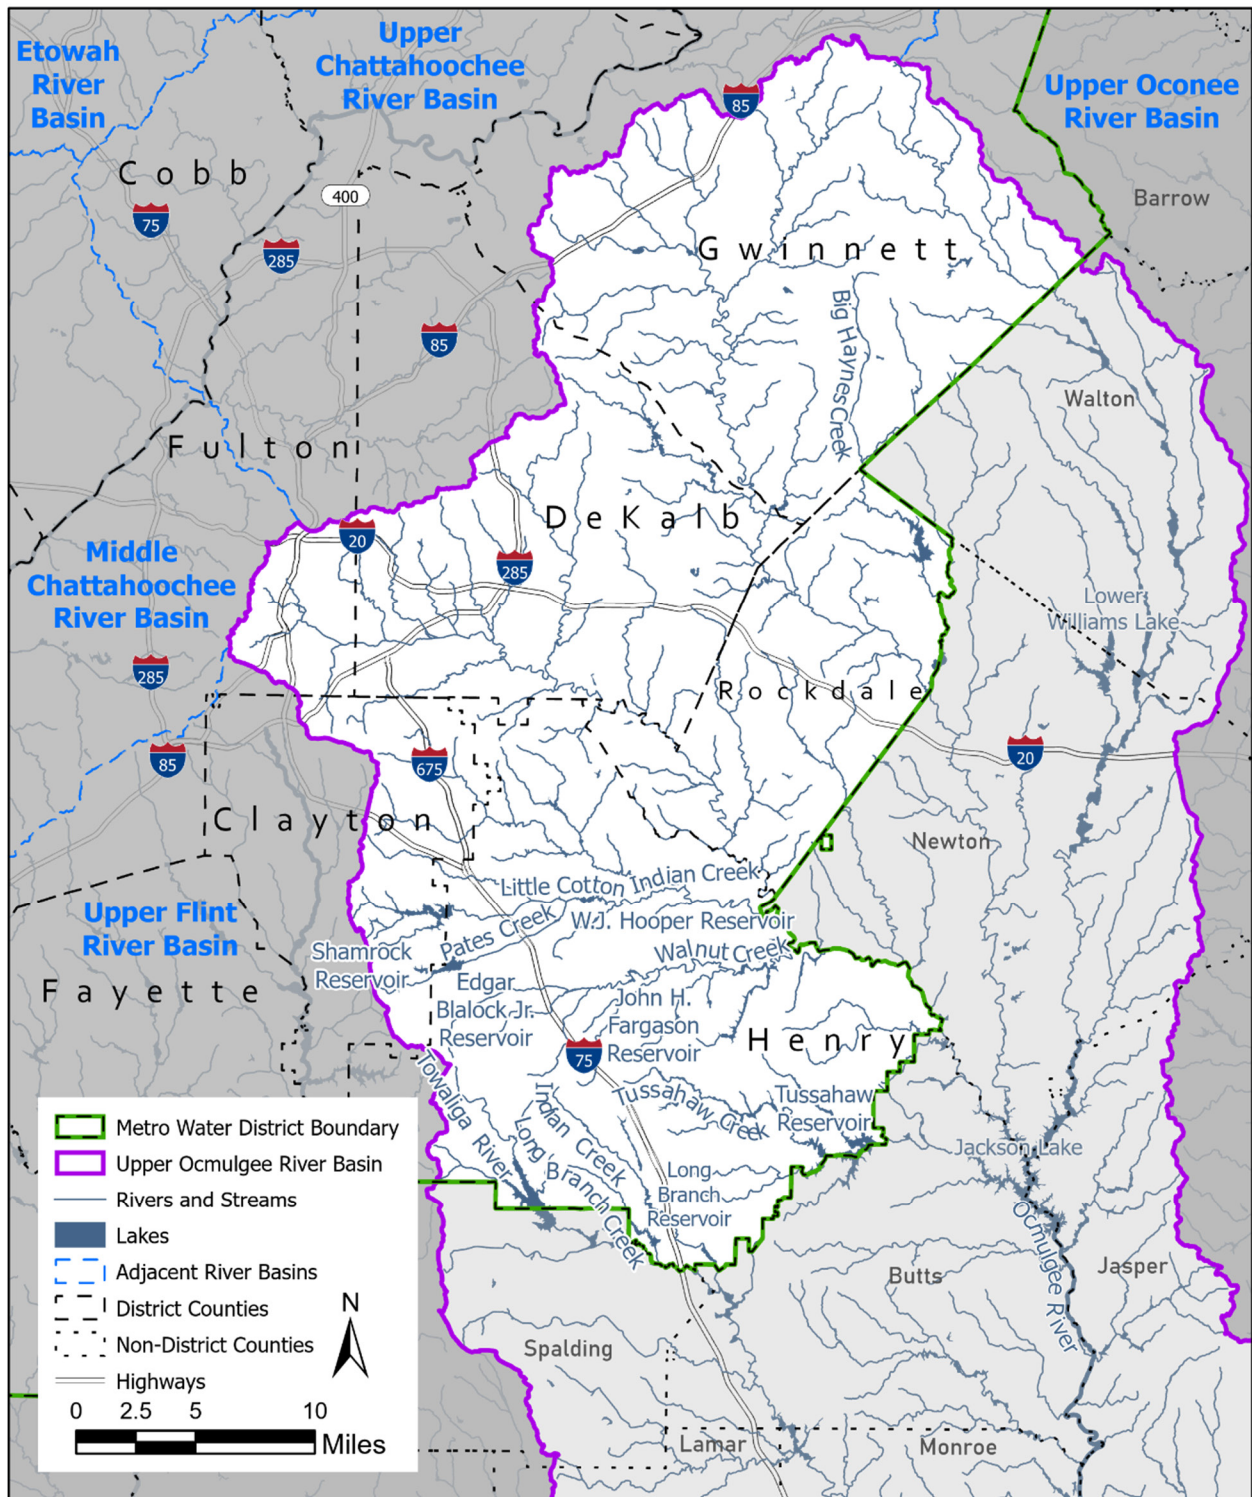 Etowah
River
Basin
Upper
Chattahoochee
River Basin
85
Upper Oconee
River Basin
Cobb
400
Barrow
75
285
Gwinnett
85
Big Haynes Creek
Walton
Fulton
DeKalb
20
285
Middle
Chattahoochee
River Basin
Lower
Williams Lake
285
Rockdale
85
675
20
Clayton
Newton
Little Cotton Indian Creek
Upper Flint
River Basin
Pates Creek
W.J. Hooper Reservoir
Shamrock
Reservoir
Walnut Creek
Fayette
Edgar
Blalock Jr.
Reservoir
John H.
Fargason
Reservoir
Henry
75
Towaliga River
Indian Creek
Tussahaw Creek
Tussahaw
Reservoir
Long Branch Creek
Long
Branch
Reservoir
Jackson Lake
Ocmulgee River
Butts
Jasper
Spalding
Lamar
Monroe
Metro Water District Boundary
Upper Ocmulgee River Basin
Rivers and Streams
Lakes
Adjacent River Basins
District Counties
Non-District Counties
Highways
N
0 2.5 5 10
Miles